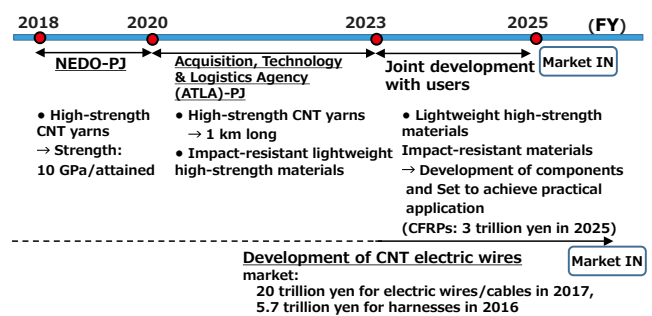 2018 2020 2023 2025 (FY)
NEDO-PJ
Acquisition, Technology
& Logistics Agency
(ATLA)-PJ
Joint development
with users
Market IN
● High-strength
CNT yarns
→ Strength:
10 GPa/attained
● High-strength CNT yarns
→ 1 km long
● Impact-resistant lightweight
high-strength materials
● Lightweight high-strength
materials
Impact-resistant materials
→ Development of components
and Set to achieve practical
application
(CFRPs: 3 trillion yen in 2025)
Market IN
Development of CNT electric wires
market:
20 trillion yen for electric wires/cables in 2017,
5.7 trillion yen for harnesses in 2016